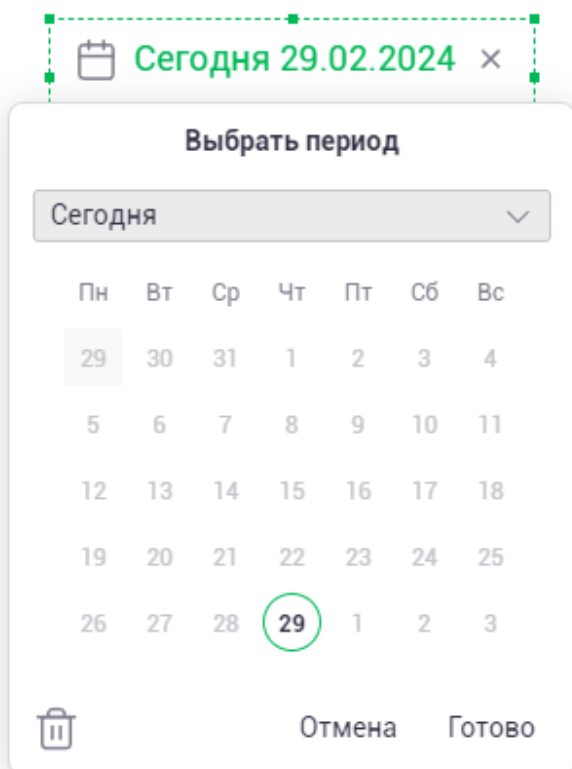 Сегодня 29.02.2024
Выбрать период
Сегодня
Пн Вт Ср Чт Пт Сб Вс
29 30 31 1 2 3 4
5 6 7 8 9 10 11
12 13 14 15 16 17 18
19 20 21 22 23 24 25
26 27 28 29 1 2 3
Отмена Готово